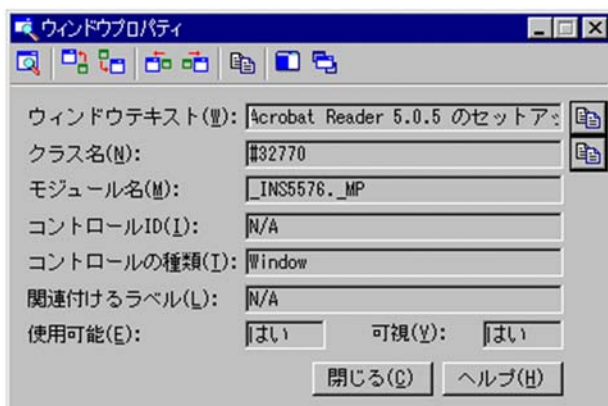 ウィンドウプロパティ
ウィンドウテキスト(W): Acrobat Reader 5.0.5 のセットアッ
クラス名(N): #32770
モジュール名(M): _INS5576._MP
コントロールID(I): N/A
コントロールの種類(T): Window
関連付けるラベル(L): N/A
使用可能(E): はい 可視(Y): はい
閉じる(C) ヘルプ(H)